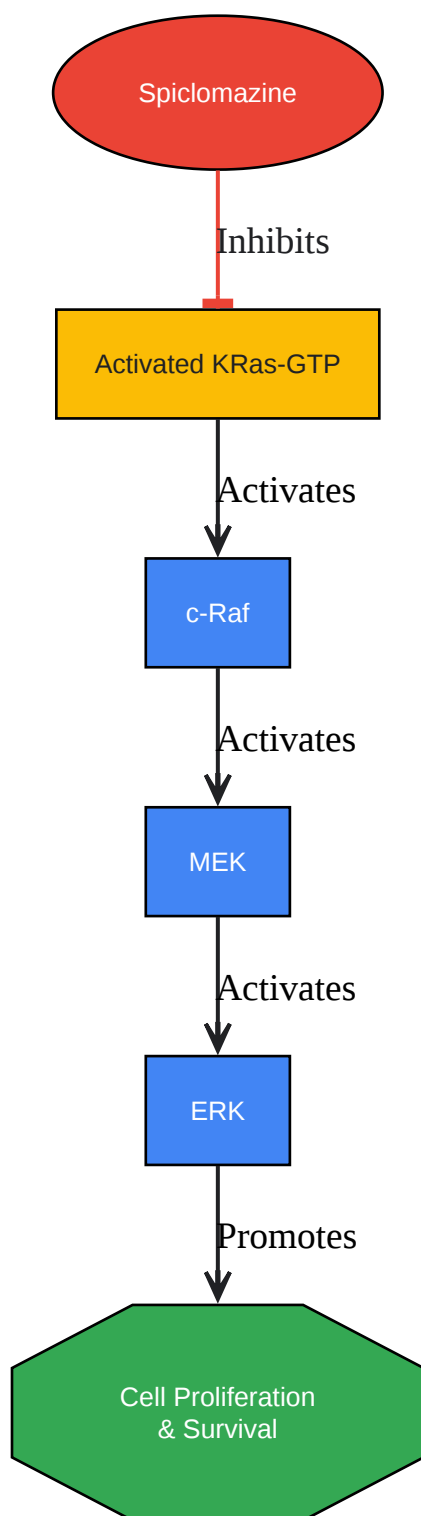 Spiclomazine
Inhibits
Activated KRas-GTP
Activates
c-Raf
Activates
MEK
Activates
ERK
Promotes
Cell Proliferation
& Survival